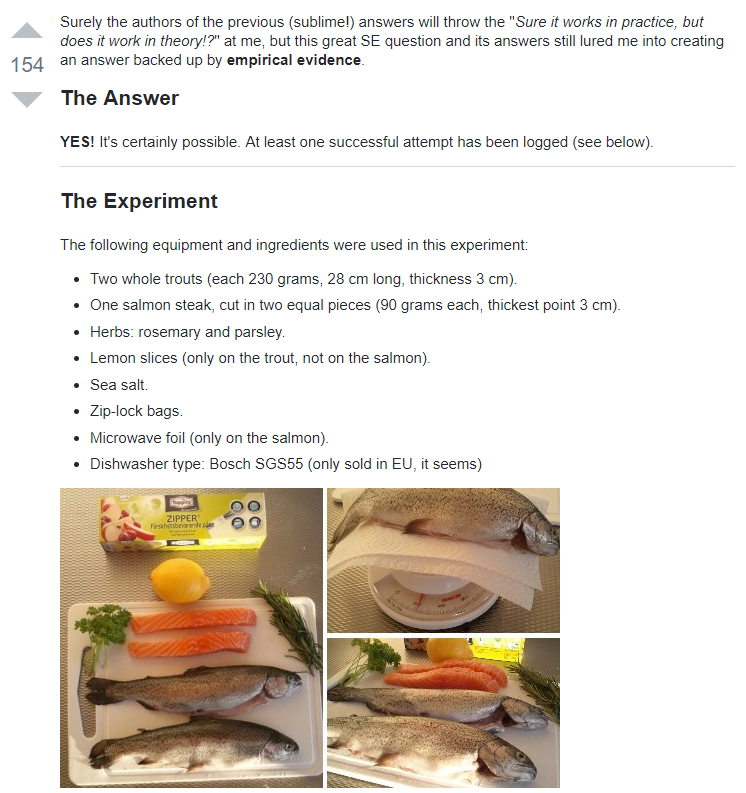 Surely the authors of the previous (sublime!) answers will throw the "Sure it works in practice, but
does it work in theory!?" at me, but this great SE question and its answers still lured me into creating
154
an answer backed up by empirical evidence.
The Answer
YES! It's certainly possible. At least one successful attempt has been logged (see below).
The Experiment
The following equipment and ingredients were used in this experiment:
• Two whole trouts (each 230 grams, 28 cm long, thickness 3 cm).
• One salmon steak, cut in two equal pieces (90 grams each, thickest point 3 cm).
• Herbs: rosemary and parsley.
• Lemon slices (only on the trout, not on the salmon).
• Sea salt.
• Zip-lock bags.
• Microwave foil (only on the salmon).
• Dishwasher type: Bosch SGS55 (only sold in EU, it seems)
ZIPPER
Färskhetsbevarande påse